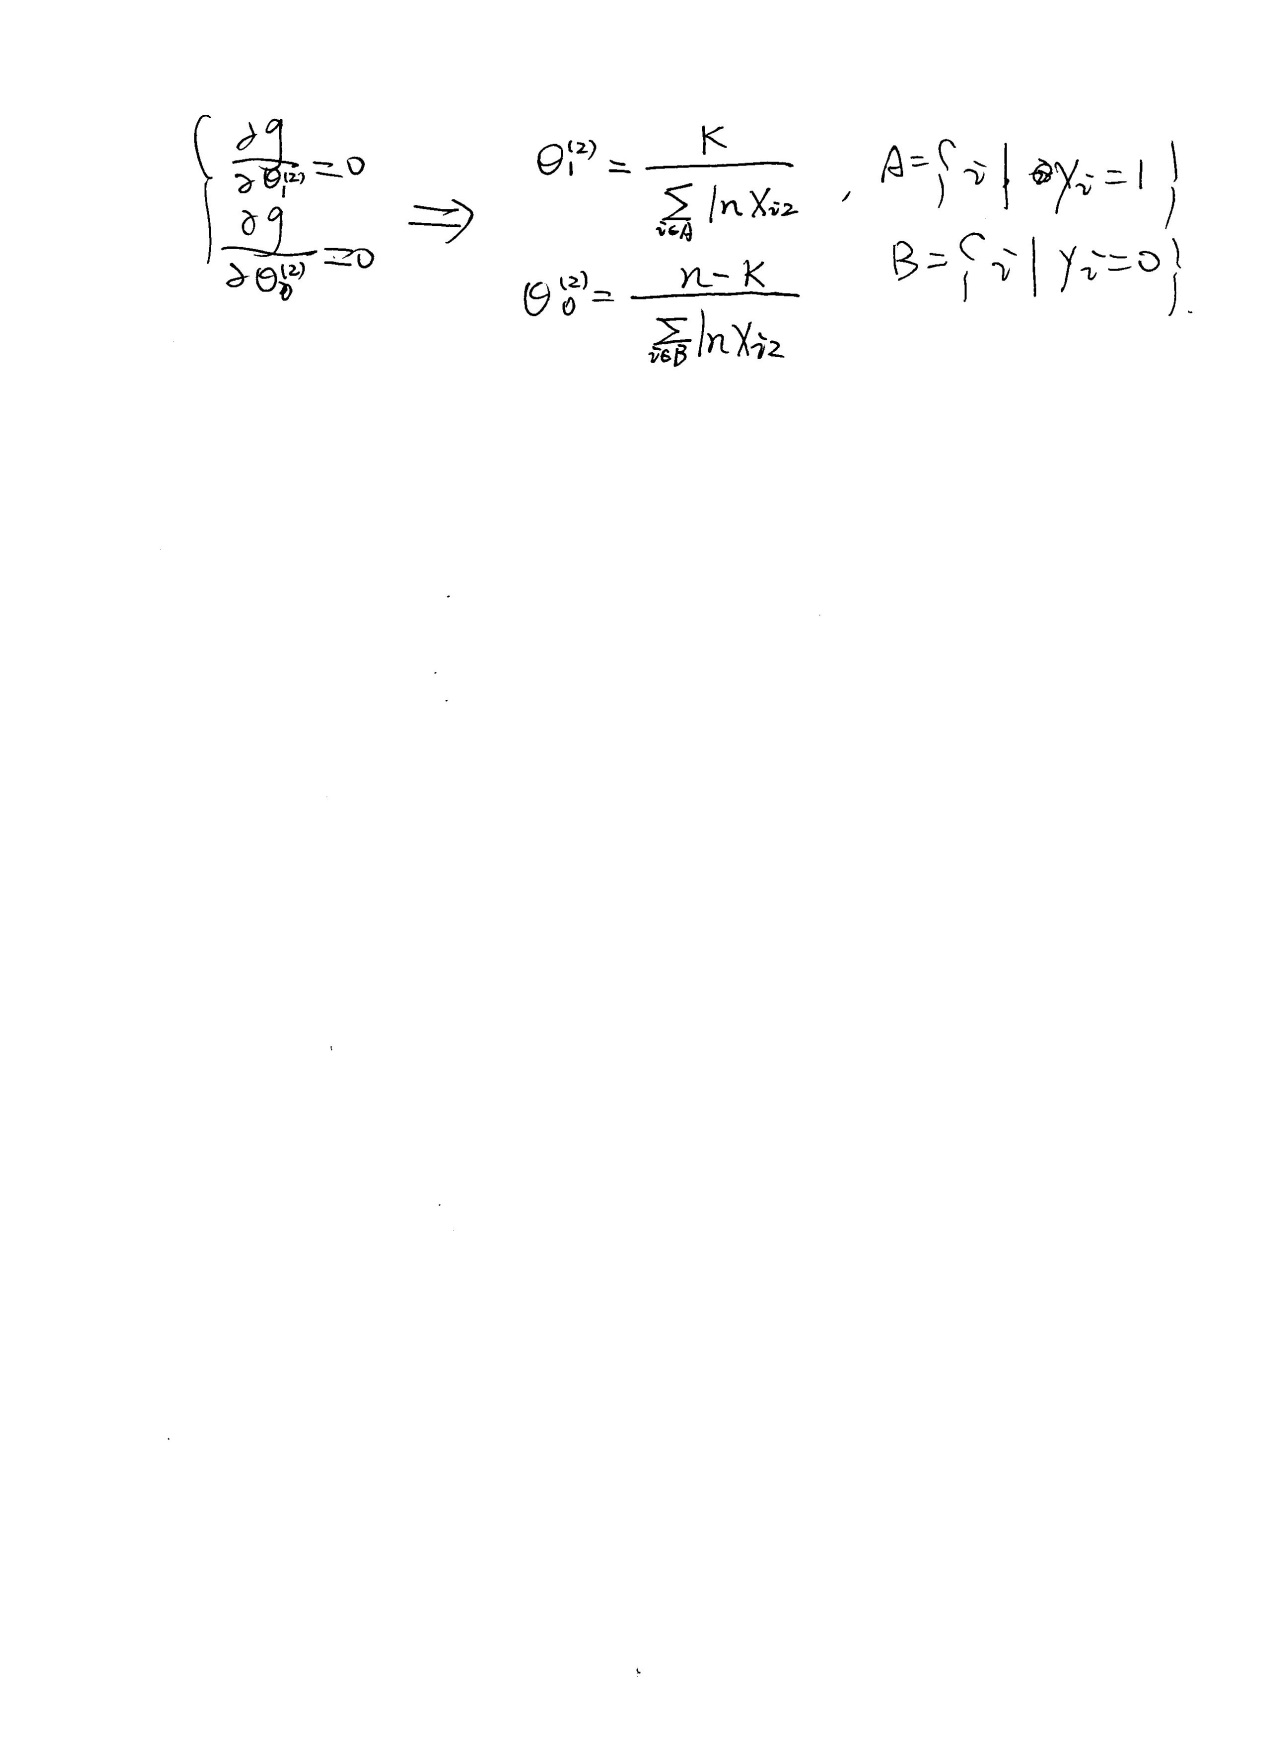 { ∂g/∂θ₁⁽²⁾ = 0   ⟹   θ₁⁽²⁾ = K / Σ_{i∈A} ln X_{i2} , A = { i | y_i = 1 }
∂g/∂θ₀⁽²⁾ = 0   θ₀⁽²⁾ = n-K / Σ_{i∈B} ln X_{i2}   B = { i | y_i = 0 }.